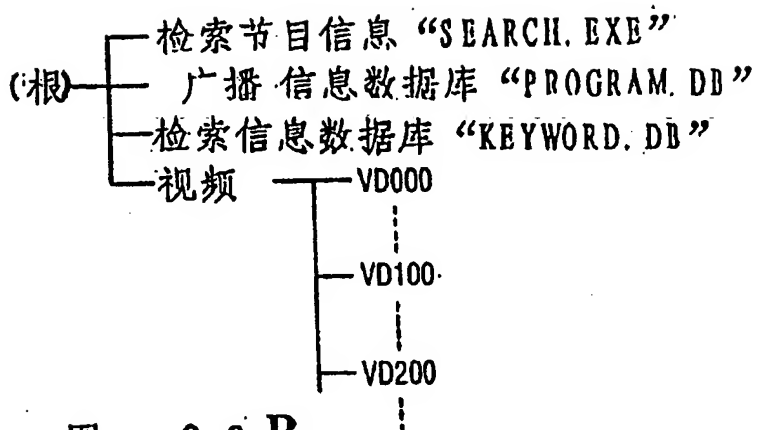 检索节目信息 “SEARCH.EXE”
(根) 广播信息数据库 “PROGRAM.DB”
检索信息数据库 “KEYWORD.DB”
视频 VD000
VD100
VD200
B